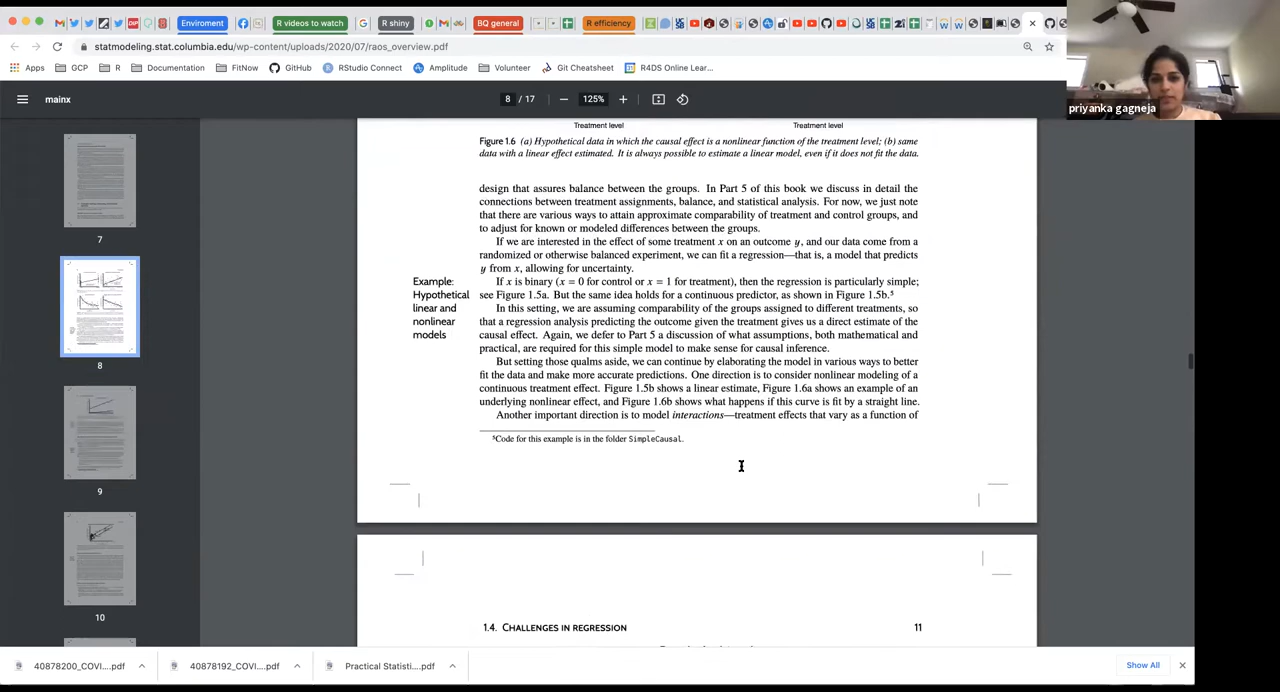 Enviroment
R videos to watch
R shiny
BQ general
R efficiency
statmodeling.stat.columbia.edu/wp-content/uploads/2020/07/raos_overview.pdf
Apps GCP R Documentation FitNow GitHub RStudio Connect Amplitude Volunteer Git Cheatsheet R4DS Online Lear...
priyanka gagneja
mainx
8 / 17
125%
Treatment level Treatment level
Figure 1.6 (a) Hypothetical data in which the causal effect is a nonlinear function of the treatment level; (b) same
data with a linear effect estimated. It is always possible to estimate a linear model, even if it does not fit the data.
design that assures balance between the groups. In Part 5 of this book we discuss in detail the
connections between treatment assignments, balance, and statistical analysis. For now, we just note
that there are various ways to attain approximate comparability of treatment and control groups, and
to adjust for known or modeled differences between the groups.
If we are interested in the effect of some treatment x on an outcome y, and our data come from a
randomized or otherwise balanced experiment, we can fit a regression—that is, a model that predicts
y from x, allowing for uncertainty.
Example:
Hypothetical
linear and
nonlinear
models
If x is binary (x = 0 for control or x = 1 for treatment), then the regression is particularly simple;
see Figure 1.5a. But the same idea holds for a continuous predictor, as shown in Figure 1.5b.⁵
In this setting, we are assuming comparability of the groups assigned to different treatments, so
that a regression analysis predicting the outcome given the treatment gives us a direct estimate of the
causal effect. Again, we defer to Part 5 a discussion of what assumptions, both mathematical and
practical, are required for this simple model to make sense for causal inference.
But setting those qualms aside, we can continue by elaborating the model in various ways to better
fit the data and make more accurate predictions. One direction is to consider nonlinear modeling of a
continuous treatment effect. Figure 1.5b shows a linear estimate, Figure 1.6a shows an example of an
underlying nonlinear effect, and Figure 1.6b shows what happens if this curve is fit by a straight line.
Another important direction is to model interactions—treatment effects that vary as a function of
⁵Code for this example is in the folder SimpleCausal.
1.4. CHALLENGES IN REGRESSION 11
7
8
9
10
40878200_COVI....pdf
40878192_COVI....pdf
Practical Statisti....pdf
Show All